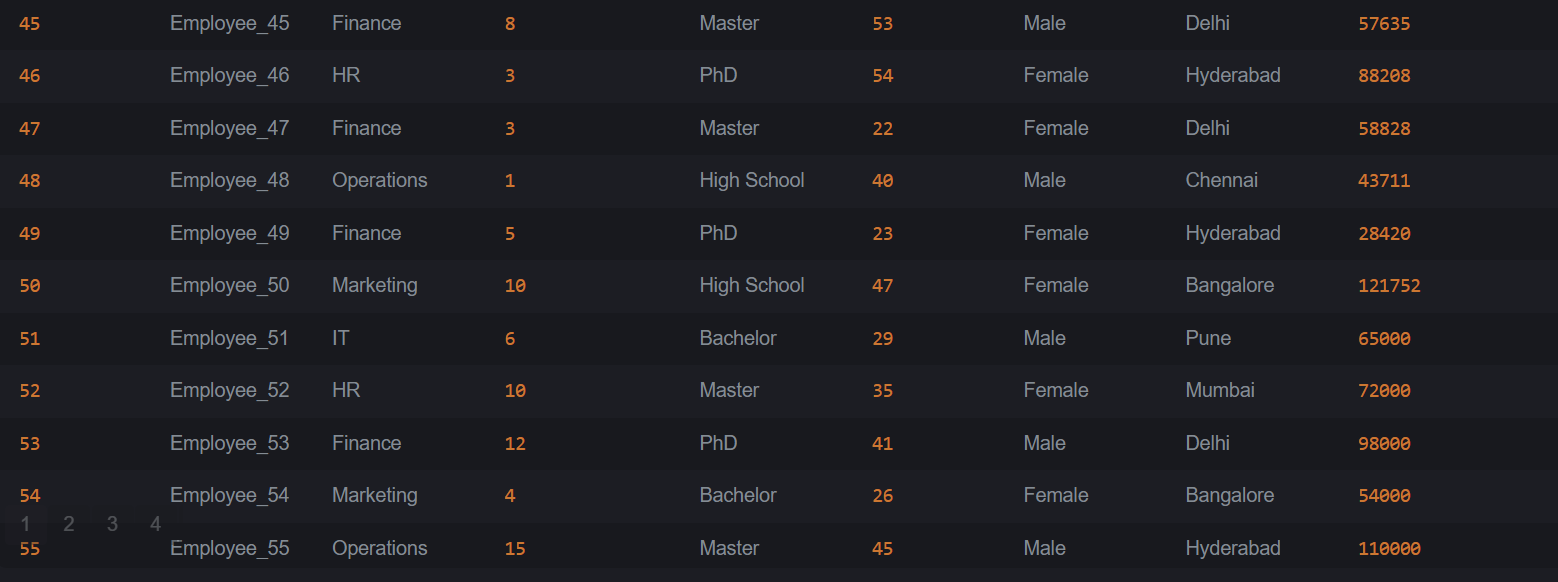 45 Employee_45 Finance 8 Master 53 Male Delhi 57635
46 Employee_46 HR 3 PhD 54 Female Hyderabad 88208
47 Employee_47 Finance 3 Master 22 Female Delhi 58828
48 Employee_48 Operations 1 High School 40 Male Chennai 43711
49 Employee_49 Finance 5 PhD 23 Female Hyderabad 28420
50 Employee_50 Marketing 10 High School 47 Female Bangalore 121752
51 Employee_51 IT 6 Bachelor 29 Male Pune 65000
52 Employee_52 HR 10 Master 35 Female Mumbai 72000
53 Employee_53 Finance 12 PhD 41 Male Delhi 98000
54 Employee_54 Marketing 4 Bachelor 26 Female Bangalore 54000
1 2 3 4
55 Employee_55 Operations 15 Master 45 Male Hyderabad 110000